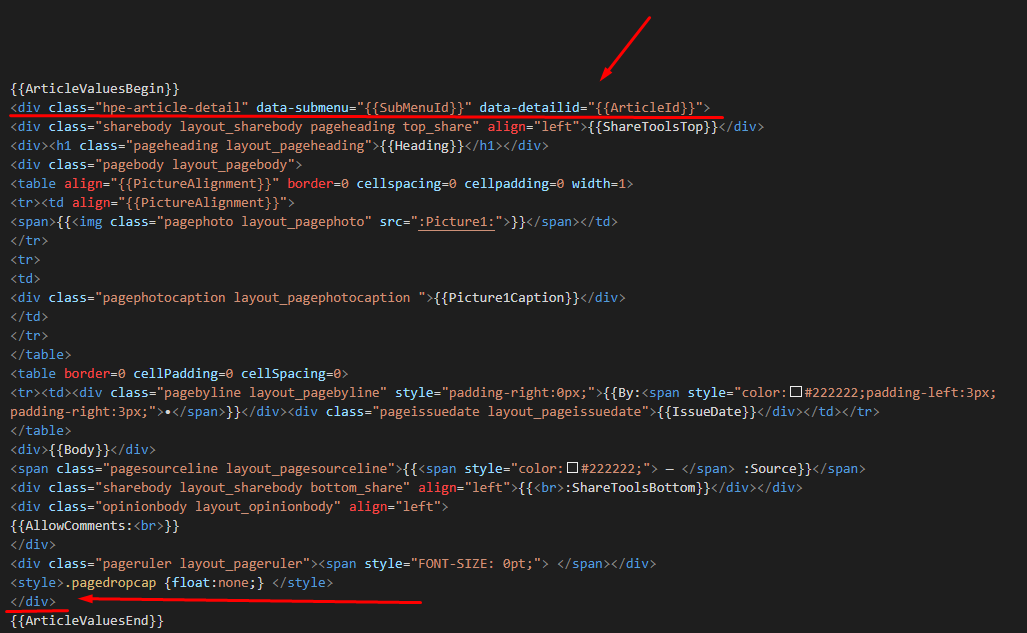 {{ArticleValuesBegin}}
<div class="hpe-article-detail" data-submenu="{{SubMenuId}}" data-detailid="{{ArticleId}}">
<div class="sharebody layout_sharebody pageheading top_share" align="left">{{ShareToolsTop}}</div>
<div><h1 class="pageheading layout_pageheading">{{Heading}}</h1></div>
<div class="pagebody layout_pagebody">
<table align="{{PictureAlignment}}" border=0 cellspacing=0 cellpadding=0 width=1>
<tr><td align="{{PictureAlignment}}">
<span>{{<img class="pagephoto layout_pagephoto" src=":Picture1:">}}</span></td>
</tr>
<tr>
<td>
<div class="pagephotocaption layout_pagephotocaption ">{{Picture1Caption}}</div>
</td>
</tr>
</table>
<table border=0 cellPadding=0 cellSpacing=0>
<tr><td><div class="pagebyline layout_pagebyline" style="padding-right:0px;">{{By:<span style="color:#222222;padding-left:3px;
padding-right:3px;">•</span>}}</div><div class="pageissuedate layout_pageissuedate">{{IssueDate}}</div></td></tr>
</table>
<div>{{Body}}</div>
<span class="pagesourceline layout_pagesourceline">{{<span style="color:#222222;"> — </span> :Source}}</span>
<div class="sharebody layout_sharebody bottom_share" align="left">{{<br>:ShareToolsBottom}}</div></div>
<div class="opinionbody layout_opinionbody" align="left">
{{AllowComments:<br>}}
</div>
<div class="pageruler layout_pageruler"><span style="FONT-SIZE: 0pt;"> </span></div>
<style>.pagedropcap {float:none;} </style>
</div>
{{ArticleValuesEnd}}